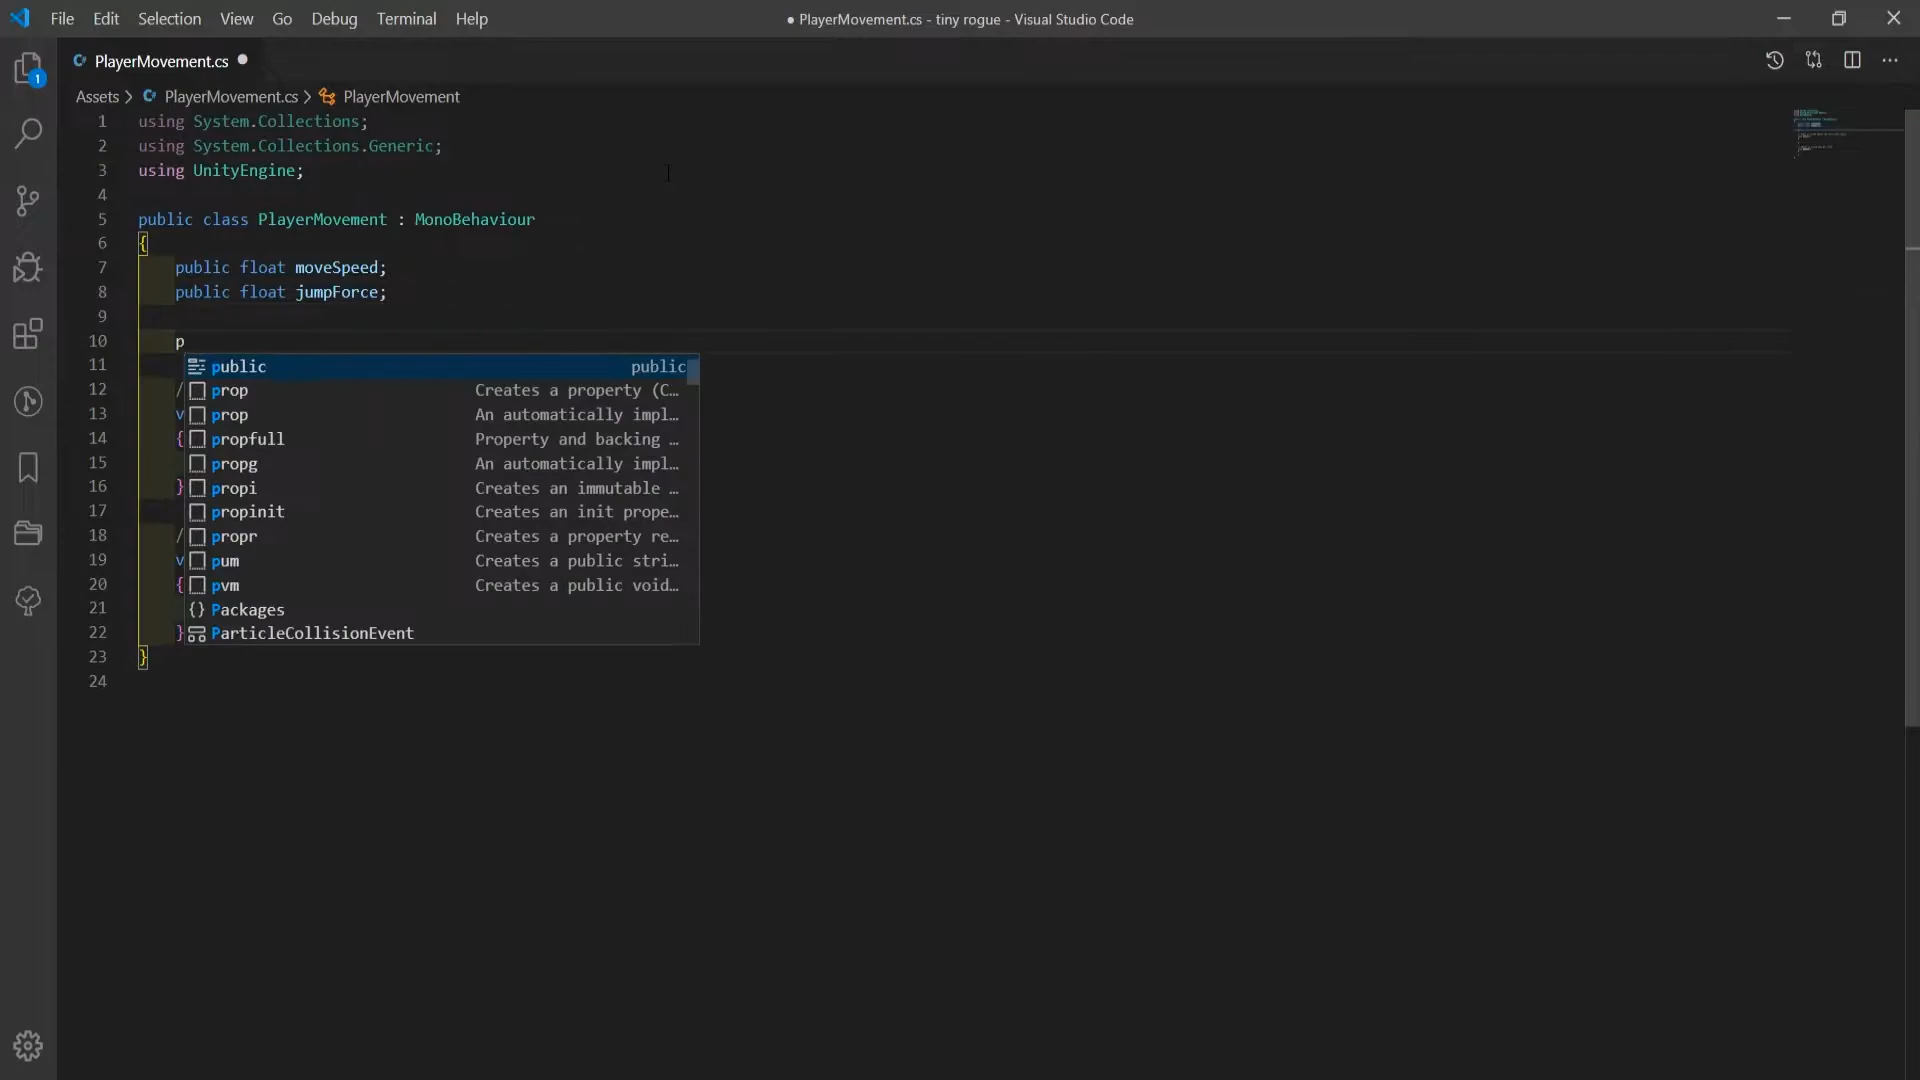 File Edit Selection View Go Debug Terminal Help
● PlayerMovement.cs - tiny rogue - Visual Studio Code
PlayerMovement.cs
Assets > PlayerMovement.cs > PlayerMovement
1
1 using System.Collections;
2 using System.Collections.Generic;
3 using UnityEngine;
4
5 public class PlayerMovement : MonoBehaviour
6 {
7 public float moveSpeed;
8 public float jumpForce;
9
10 p
11 public public
12 / prop Creates a property (C…
13 v prop An automatically impl…
14 { propfull Property and backing …
15 propg An automatically impl…
16 } propi Creates an immutable …
17 propinit Creates an init prope…
18 / propr Creates a property re…
19 v pum Creates a public stri…
20 { pvm Creates a public void…
21 {} Packages
22 } ParticleCollisionEvent
23 }
24